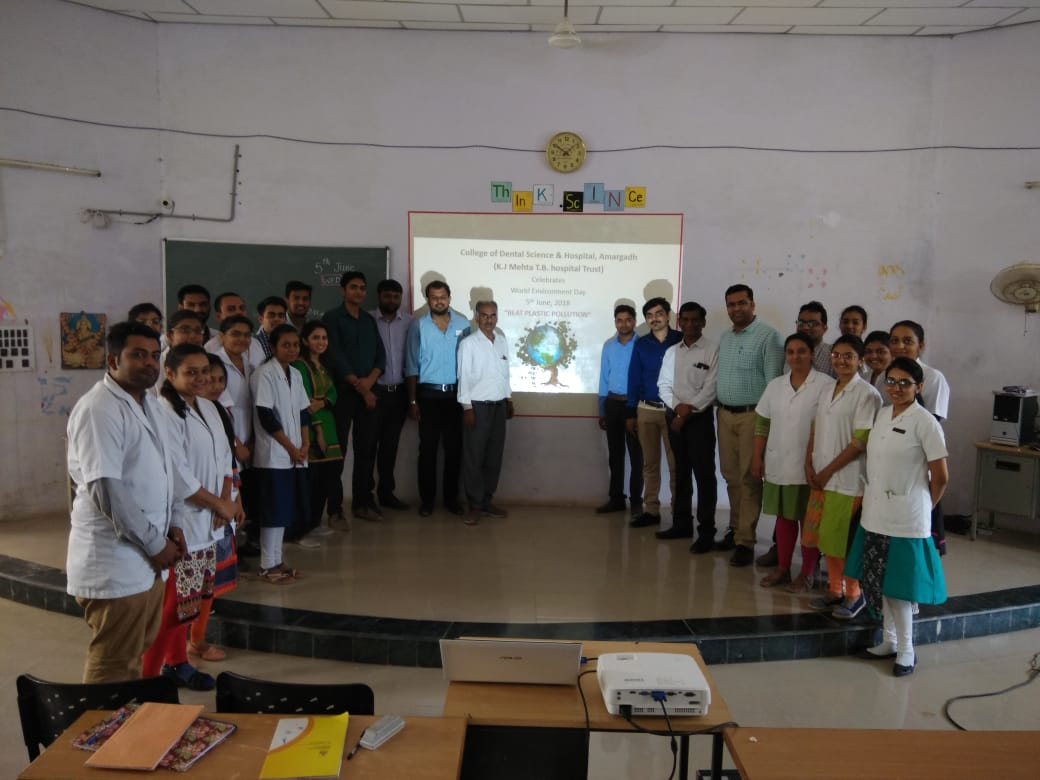 Th In K .Sc I N Ce
College of Dental Science & Hospital, Amargadh
(K.J Mehta T.B. hospital Trust)
Celebrates
World Environment Day
5th June, 2018
"BEAT PLASTIC POLLUTION"
5th June
ASUS